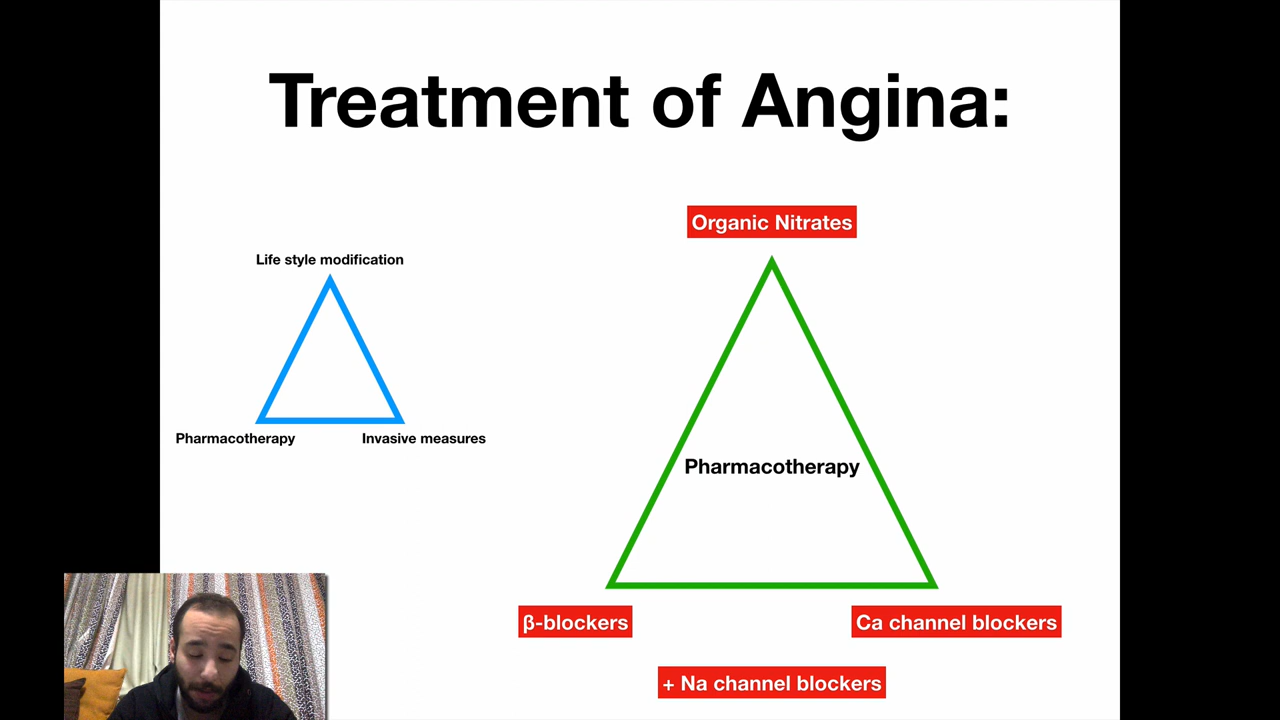 Treatment of Angina:
Life style modification
Pharmacotherapy
Invasive measures
Organic Nitrates
Pharmacotherapy
β-blockers
Ca channel blockers
+ Na channel blockers